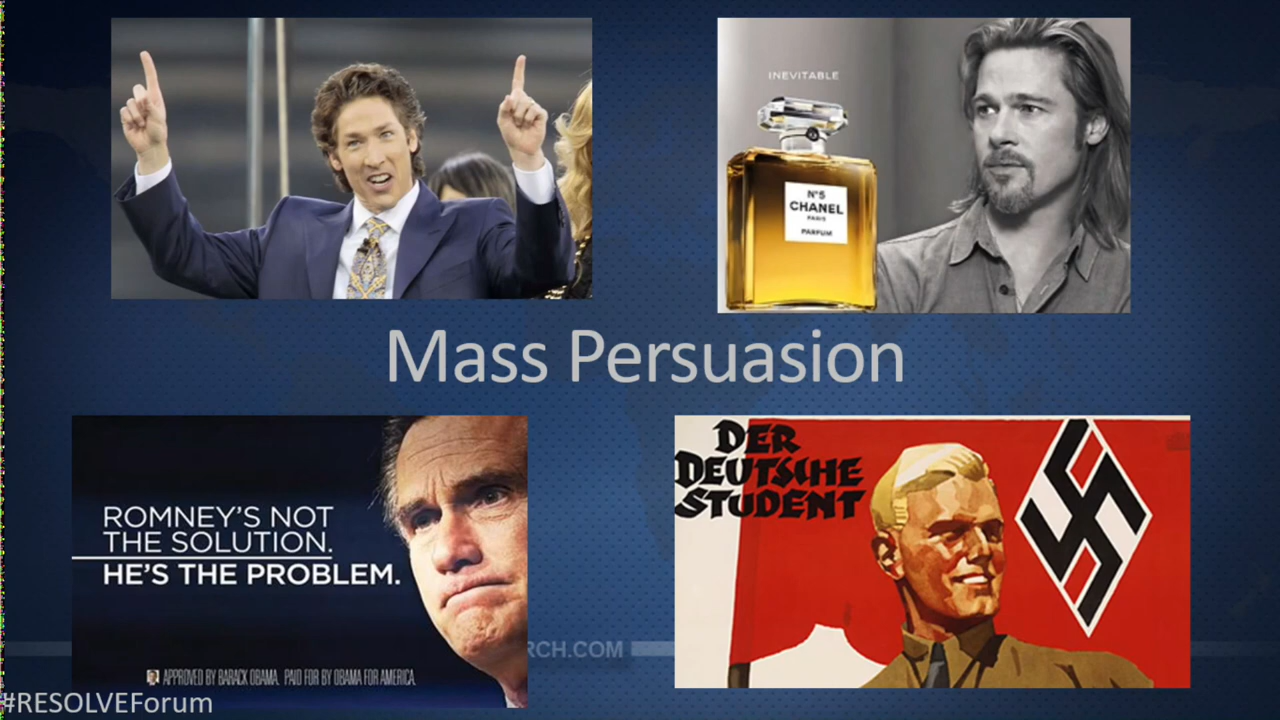 INEVITABLE
N°5
CHANEL
PARIS
PARFUM
Mass Persuasion
ROMNEY'S NOT
THE SOLUTION.
HE'S THE PROBLEM.
APPROVED BY BARACK OBAMA. PAID FOR BY OBAMA FOR AMERICA.
DER
DEUTSCHE
STUDENT
RCH.COM
#RESOLVEForum